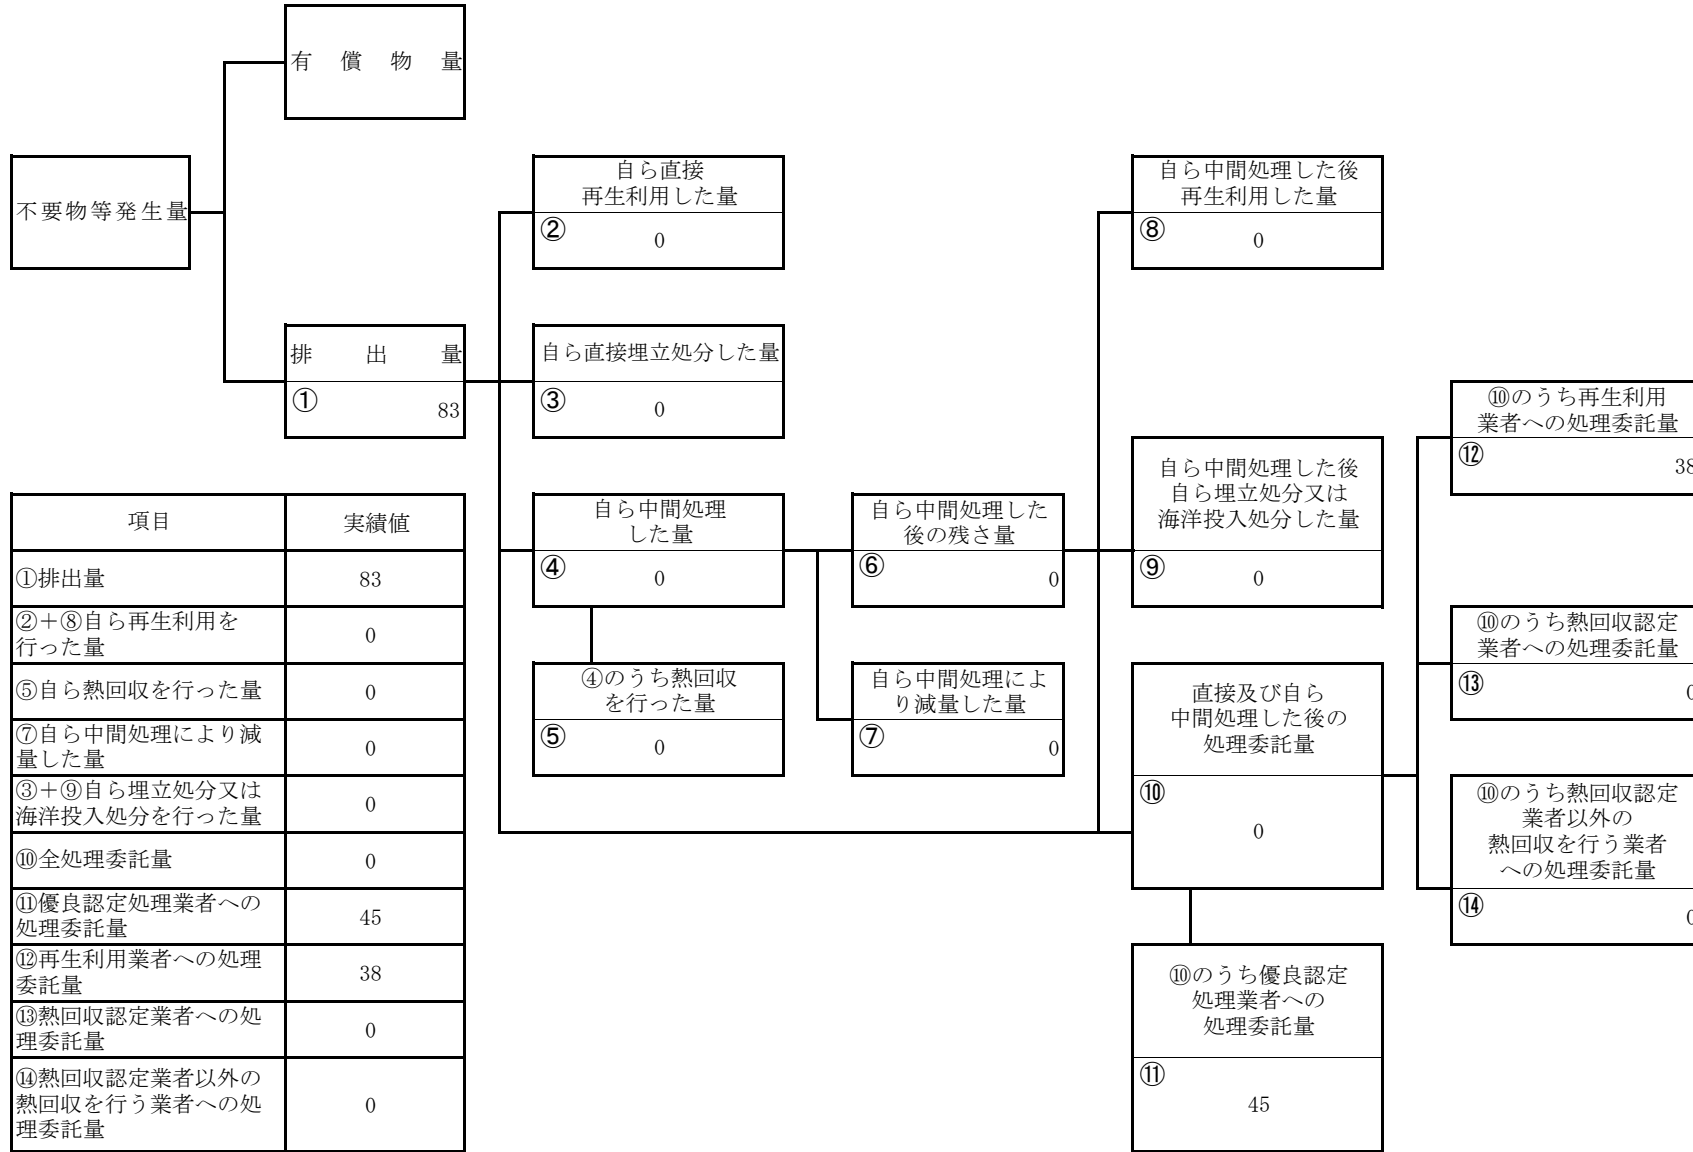 有償物量
不要物等発生量
自ら直接
再生利用した量
②
0
自ら中間処理した後
再生利用した量
⑧
0
排出量
①
83
自ら直接埋立処分した量
③
0
⑩のうち再生利用
業者への処理委託量
⑫
38
自ら中間処理
した量
④
0
自ら中間処理した
後の残さ量
⑥
0
自ら中間処理した後
自ら埋立処分又は
海洋投入処分した量
⑨
0
⑩のうち熱回収認定
業者への処理委託量
⑬
0
④のうち熱回収
を行った量
⑤
0
自ら中間処理によ
り減量した量
⑦
0
直接及び自ら
中間処理した後の
処理委託量
⑩
0
⑩のうち熱回収認定
業者以外の
熱回収を行う業者
への処理委託量
⑭
0
⑩のうち優良認定
処理業者への
処理委託量
⑪
45
項目 実績値
①排出量 83
②＋⑧自ら再生利用を
行った量 0
⑤自ら熱回収を行った量 0
⑦自ら中間処理により減
量した量 0
③＋⑨自ら埋立処分又は
海洋投入処分を行った量 0
⑩全処理委託量 0
⑪優良認定処理業者への
処理委託量 45
⑫再生利用業者への処理
委託量 38
⑬熱回収認定業者への処
理委託量 0
⑭熱回収認定業者以外の
熱回収を行う業者への処
理委託量 0